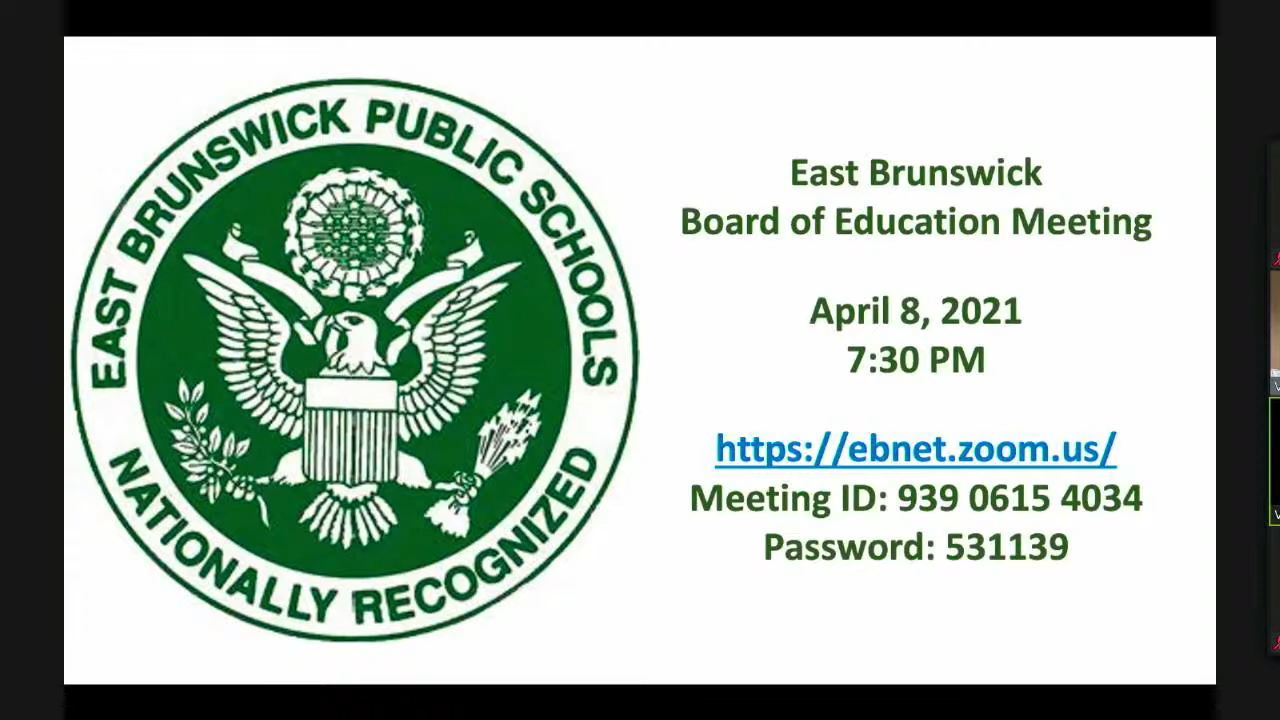 EAST BRUNSWICK PUBLIC SCHOOLS
NATIONALLY RECOGNIZED
East Brunswick
Board of Education Meeting
April 8, 2021
7:30 PM
https://ebnet.zoom.us/
Meeting ID: 939 0615 4034
Password: 531139